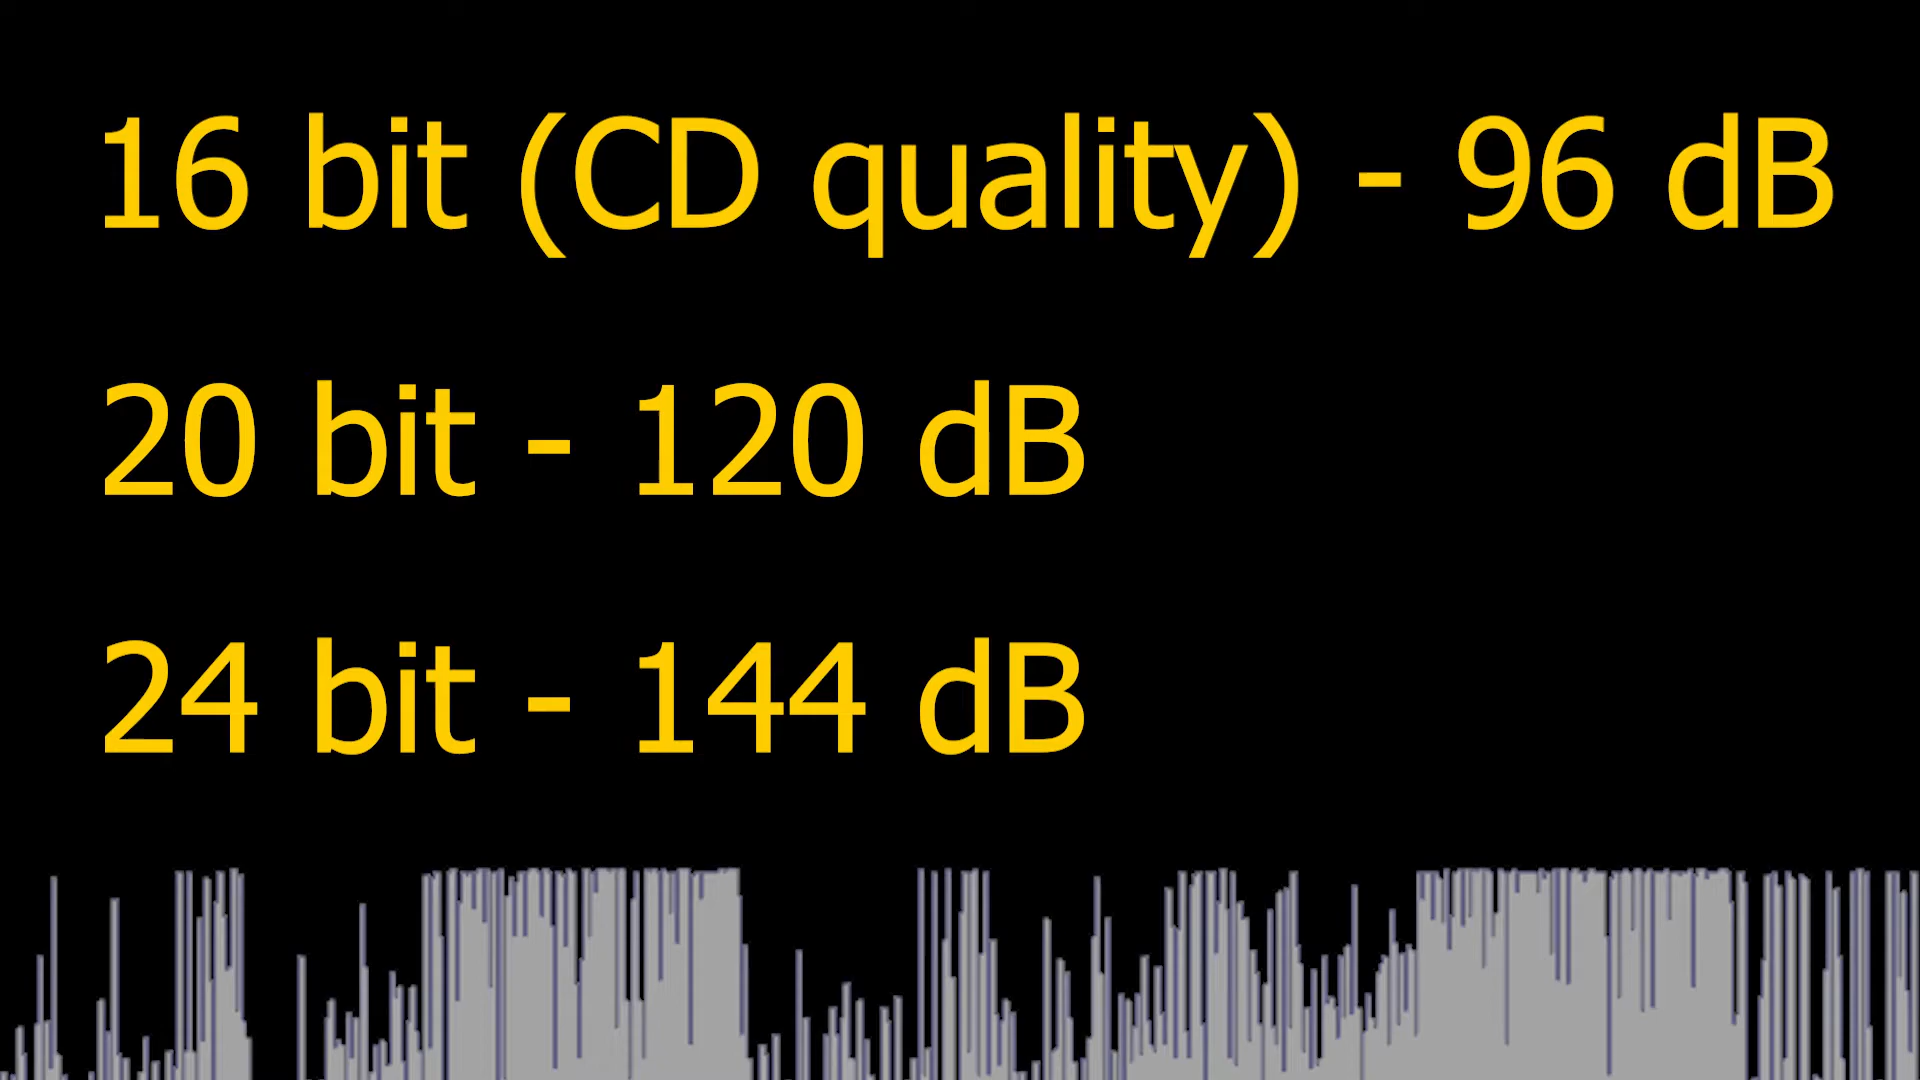 16 bit (CD quality) - 96 dB
20 bit - 120 dB
24 bit - 144 dB